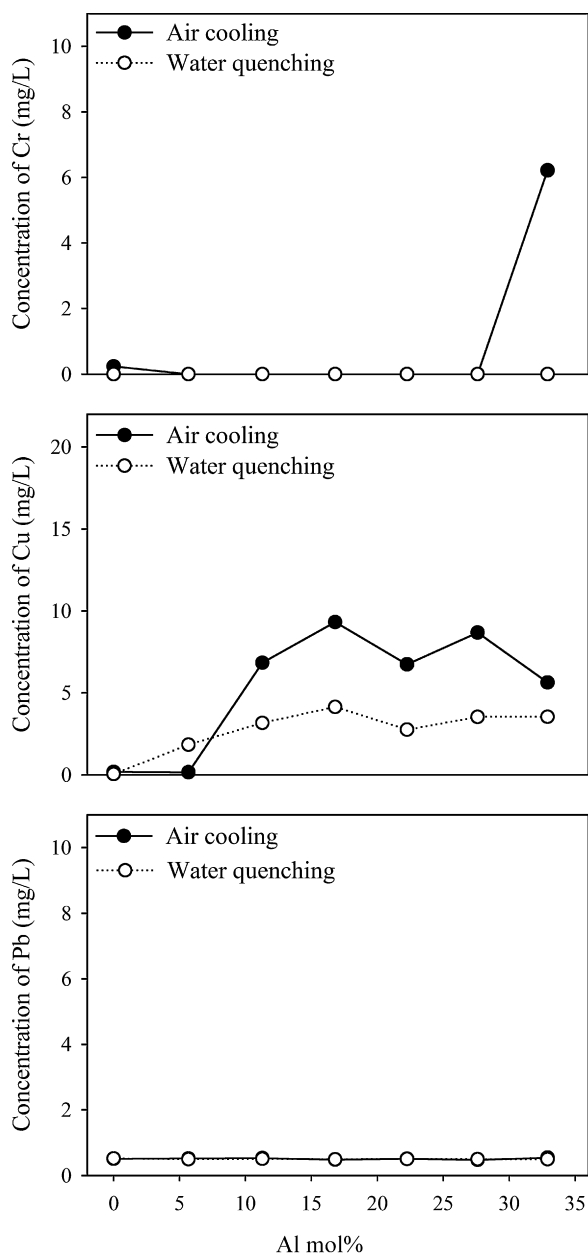 Concentration of Cr (mg/L)
10
8
6
4
2
0
Air cooling
Water quenching
Concentration of Cu (mg/L)
20
15
10
5
0
Air cooling
Water quenching
Concentration of Pb (mg/L)
10
8
6
4
2
0
Air cooling
Water quenching
0 5 10 15 20 25 30 35
Al mol%